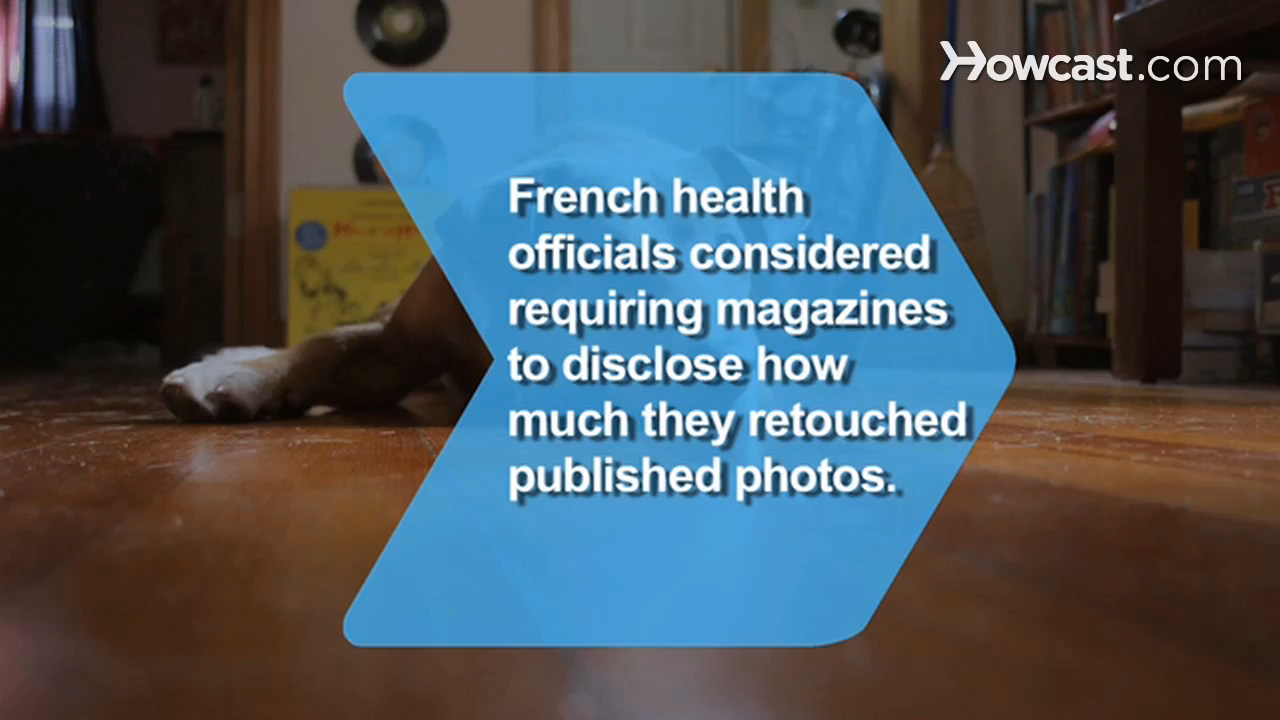 Howcast.com
French health
officials considered
requiring magazines
to disclose how
much they retouched
published photos.